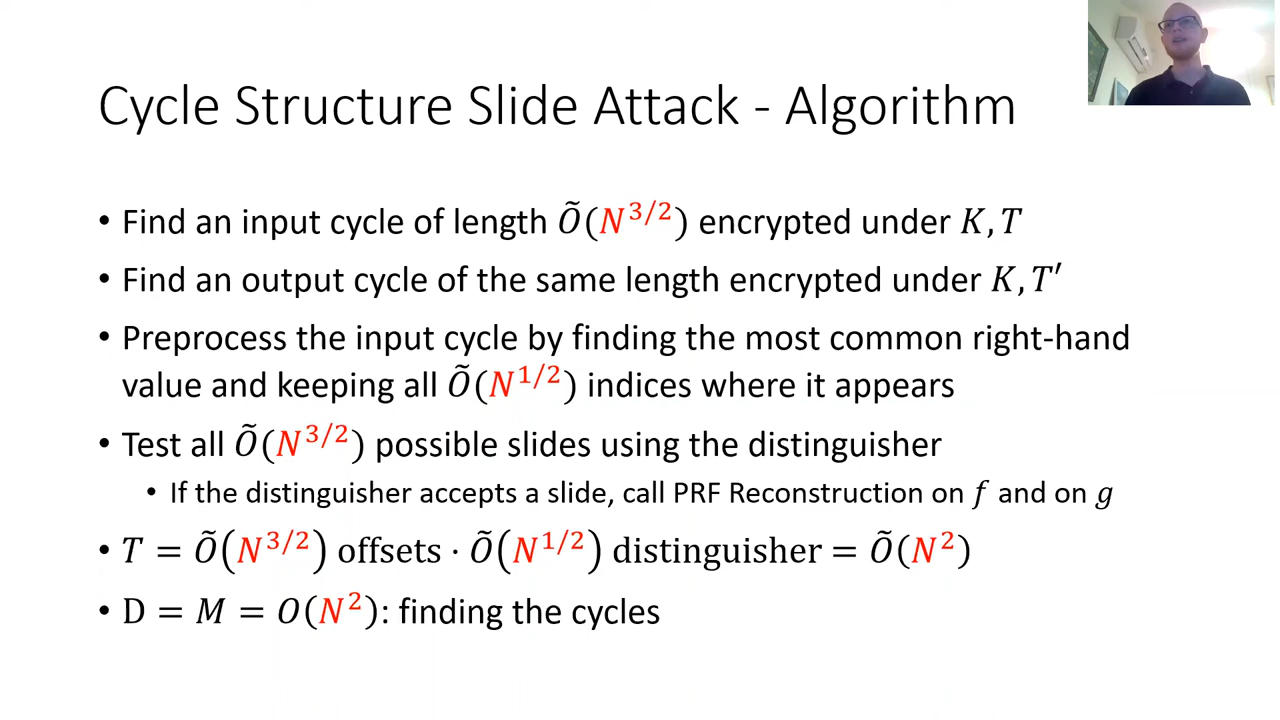 Cycle Structure Slide Attack - Algorithm
• Find an input cycle of length Õ(N^{3/2}) encrypted under K, T
• Find an output cycle of the same length encrypted under K, T′
• Preprocess the input cycle by finding the most common right-hand
value and keeping all Õ(N^{1/2}) indices where it appears
• Test all Õ(N^{3/2}) possible slides using the distinguisher
• If the distinguisher accepts a slide, call PRF Reconstruction on f and on g
• T = Õ(N^{3/2}) offsets · Õ(N^{1/2}) distinguisher = Õ(N^2)
• D = M = O(N^2): finding the cycles